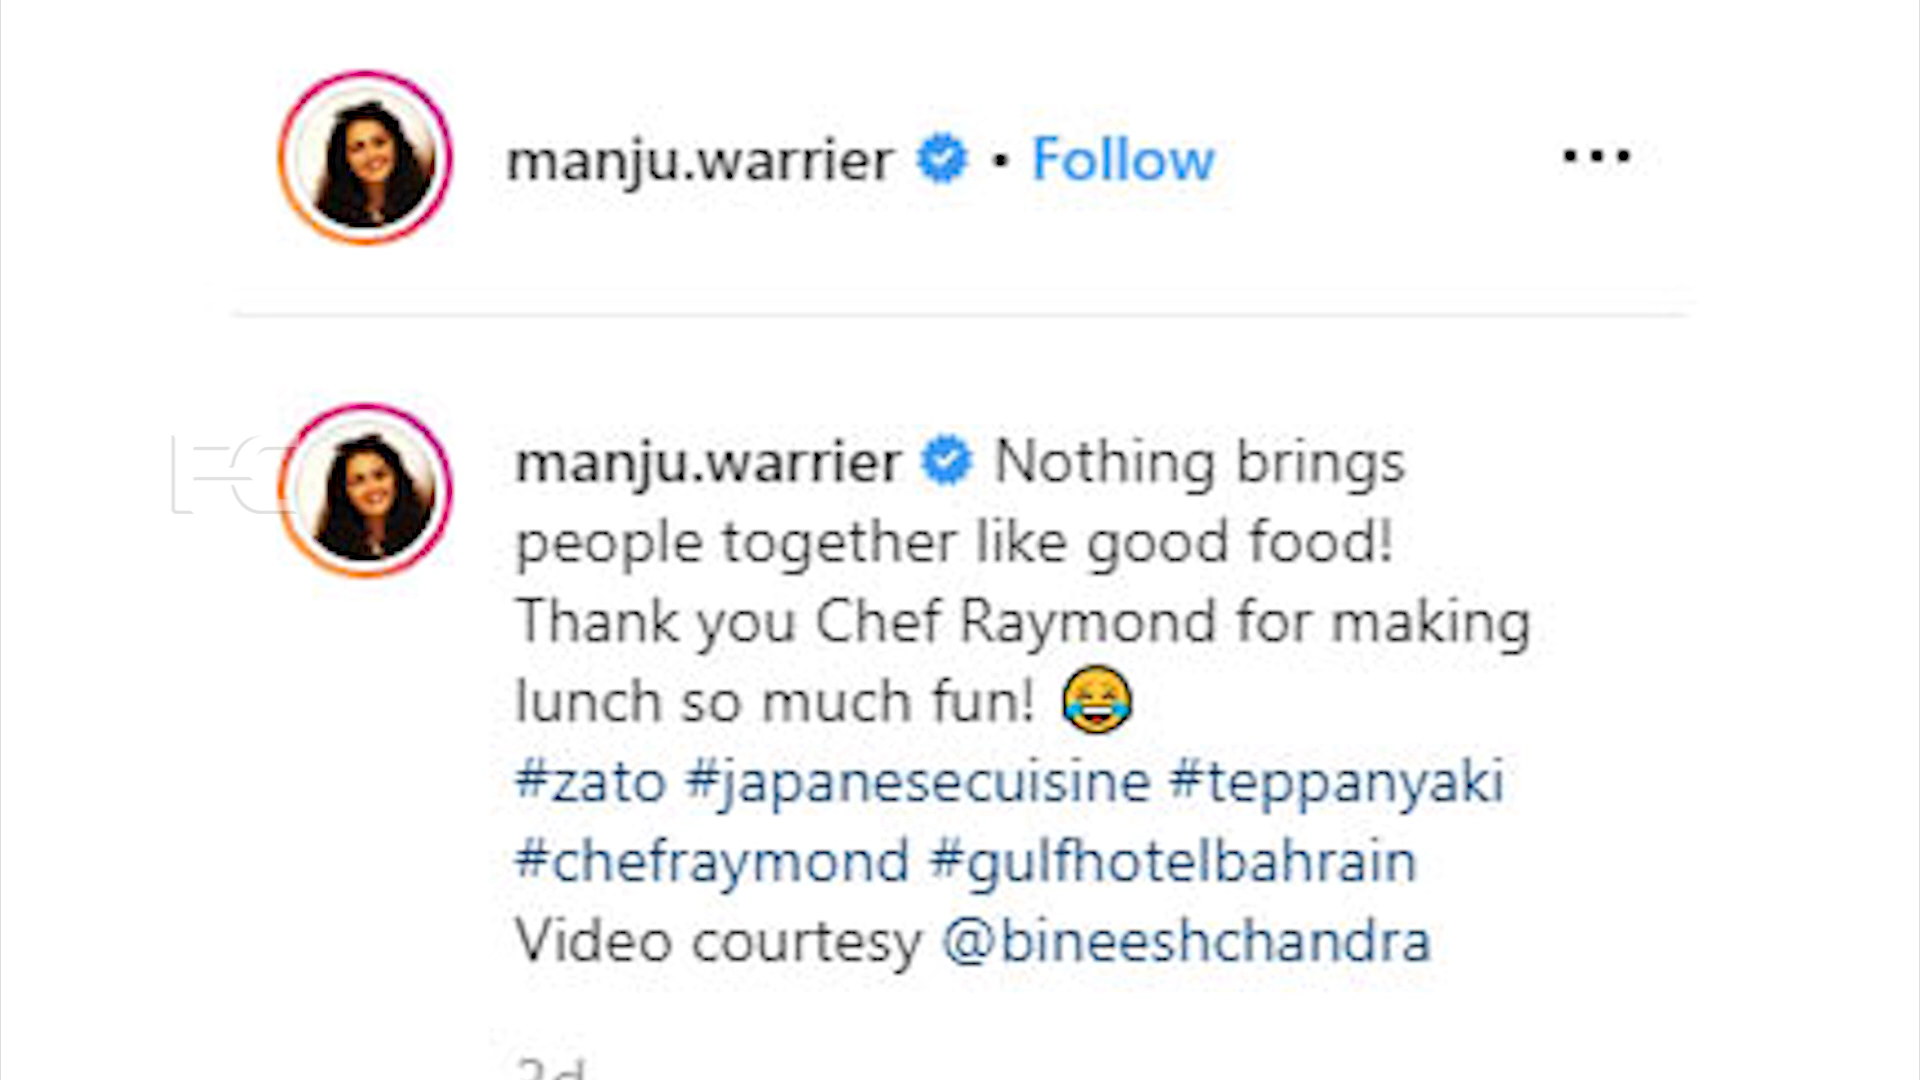 manju.warrier • Follow
manju.warrier Nothing brings
people together like good food!
Thank you Chef Raymond for making
lunch so much fun! 😂
#zato #japanesecuisine #teppanyaki
#chefraymond #gulfhotelbahrain
Video courtesy @bineeshchandra